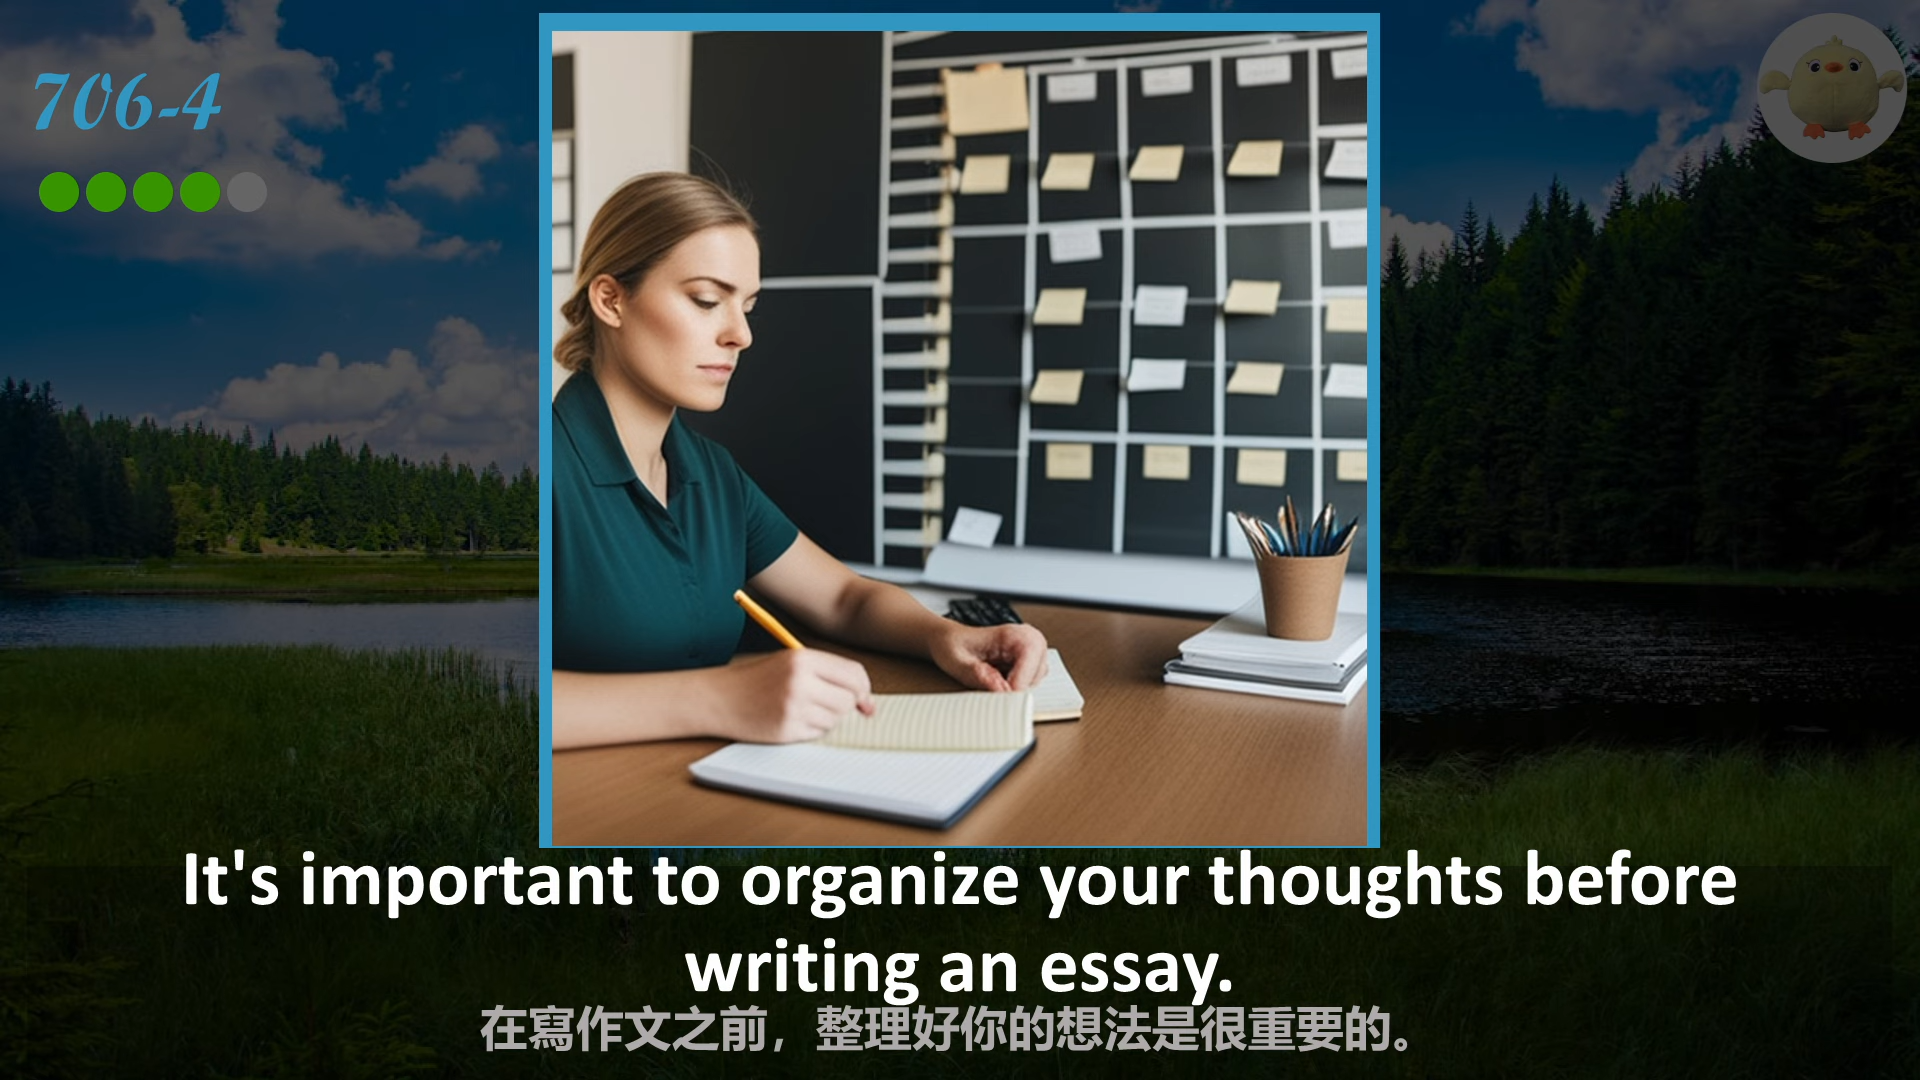 706-4
It's important to organize your thoughts before
writing an essay.
在寫作文之前，整理好你的想法是很重要的。